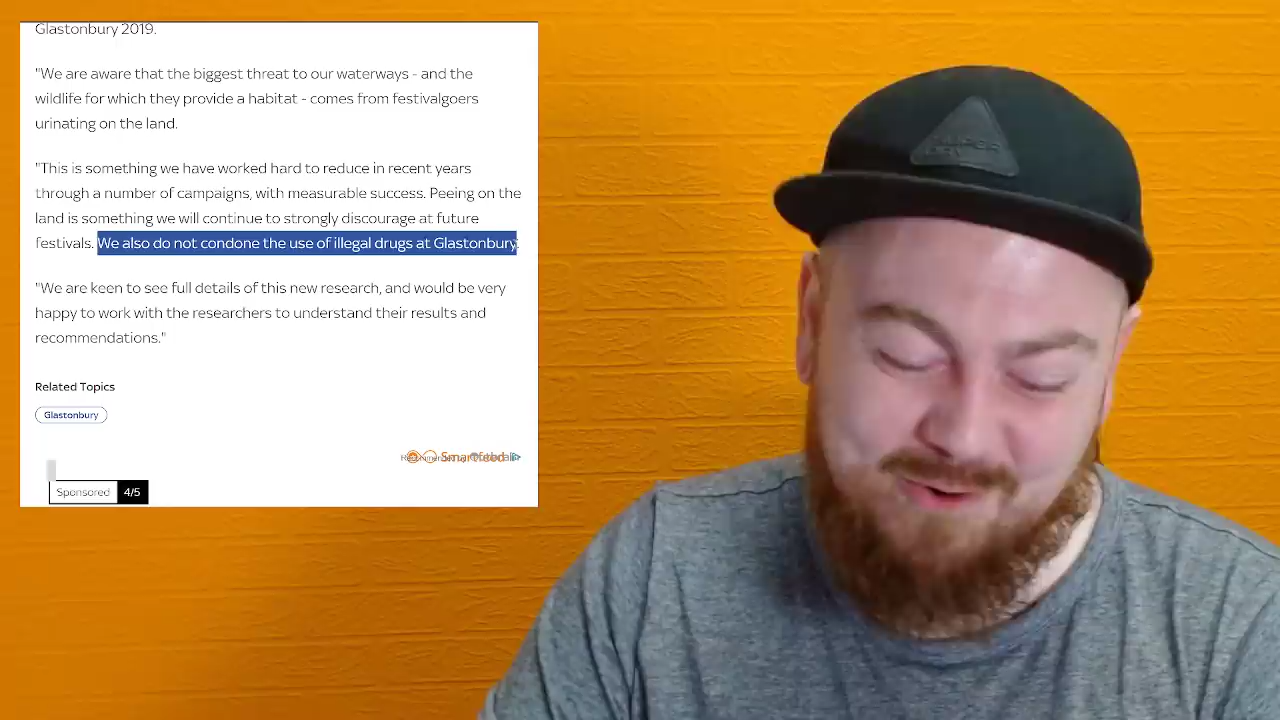 Glastonbury 2019.
"We are aware that the biggest threat to our waterways - and the
wildlife for which they provide a habitat - comes from festivalgoers
urinating on the land.
"This is something we have worked hard to reduce in recent years
through a number of campaigns, with measurable success. Peeing on the
land is something we will continue to strongly discourage at future
festivals. We also do not condone the use of illegal drugs at Glastonbury.
"We are keen to see full details of this new research, and would be very
happy to work with the researchers to understand their results and
recommendations."
Related Topics
Glastonbury
Sponsored 4/5